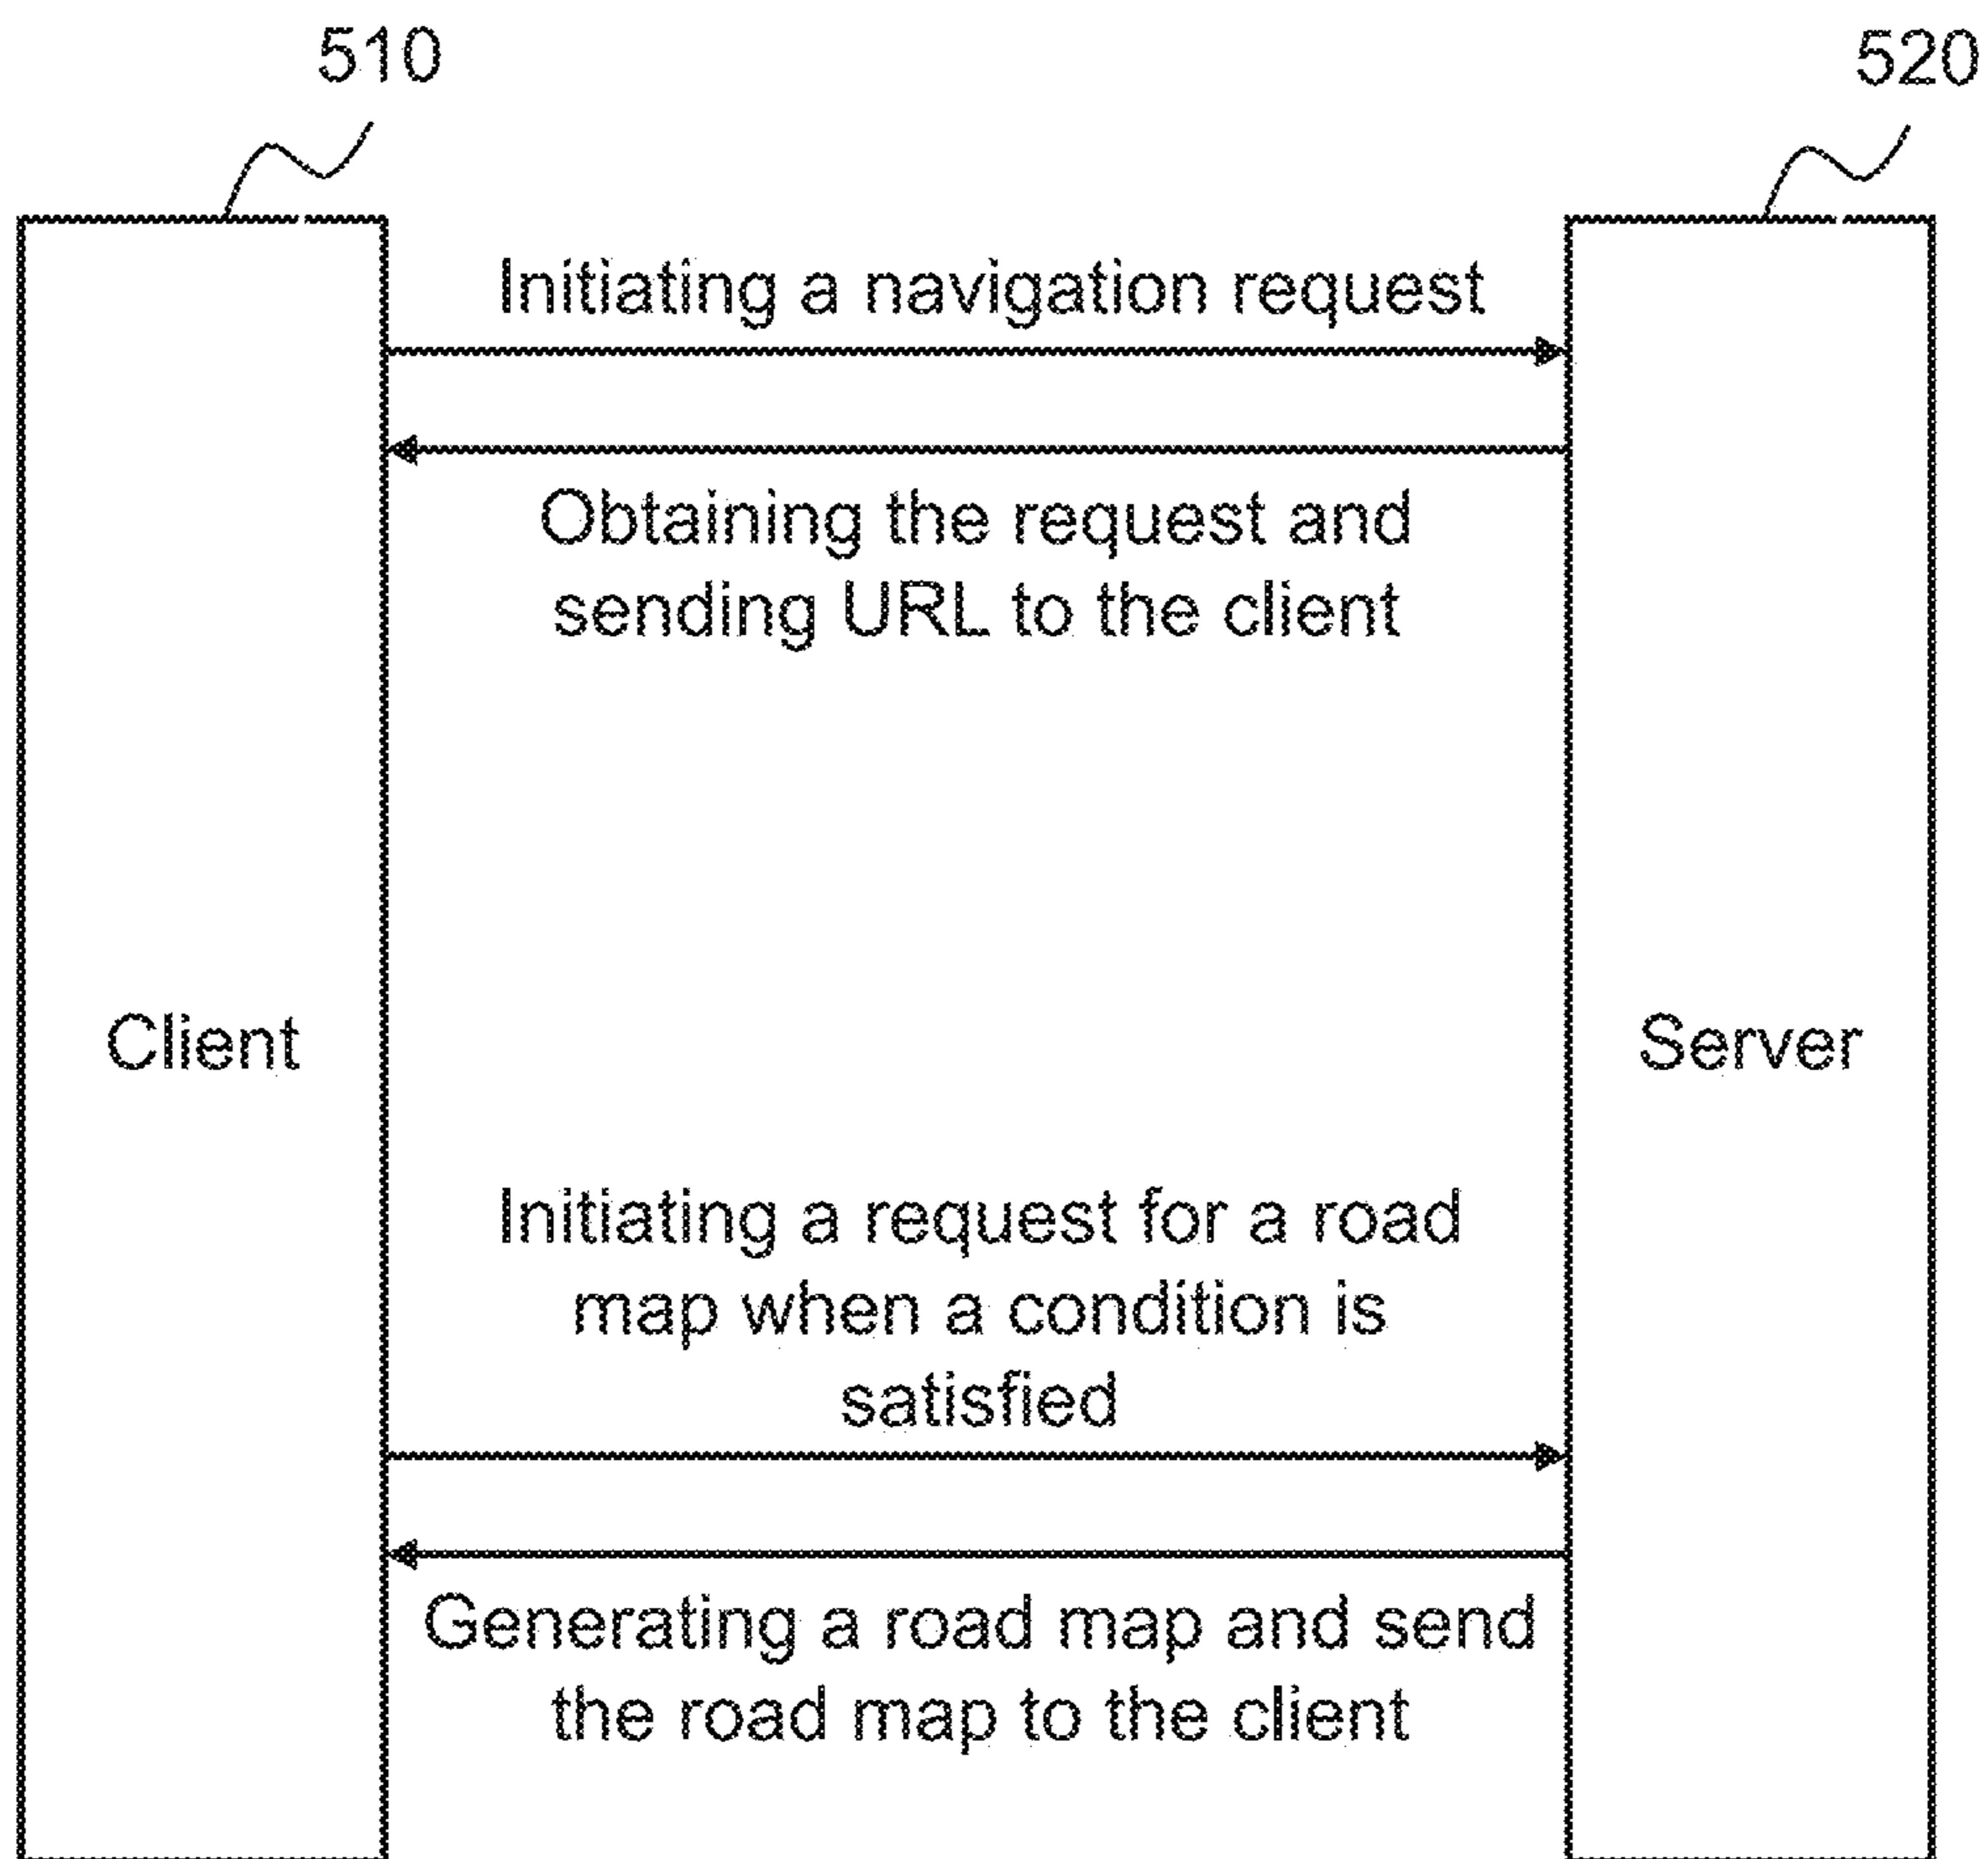 510
520
Initiating a navigation request
Obtaining the request and
sending URL to the client
Client
Server
Initiating a request for a road
map when a condition is
satisfied
Generating a road map and send
the road map to the client